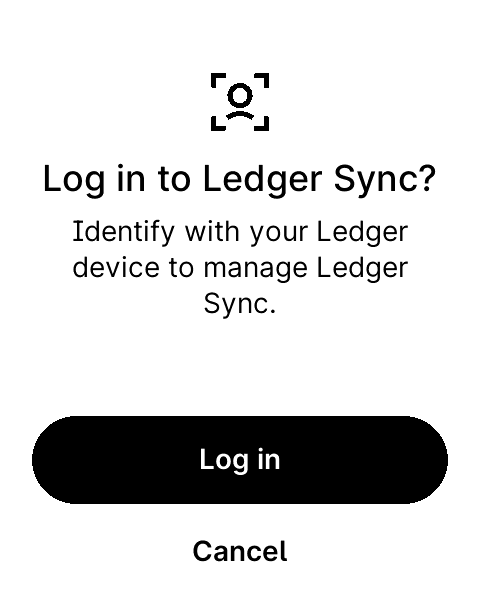 Log in to Ledger Sync?
Identify with your Ledger
device to manage Ledger
Sync.
Log in
Cancel